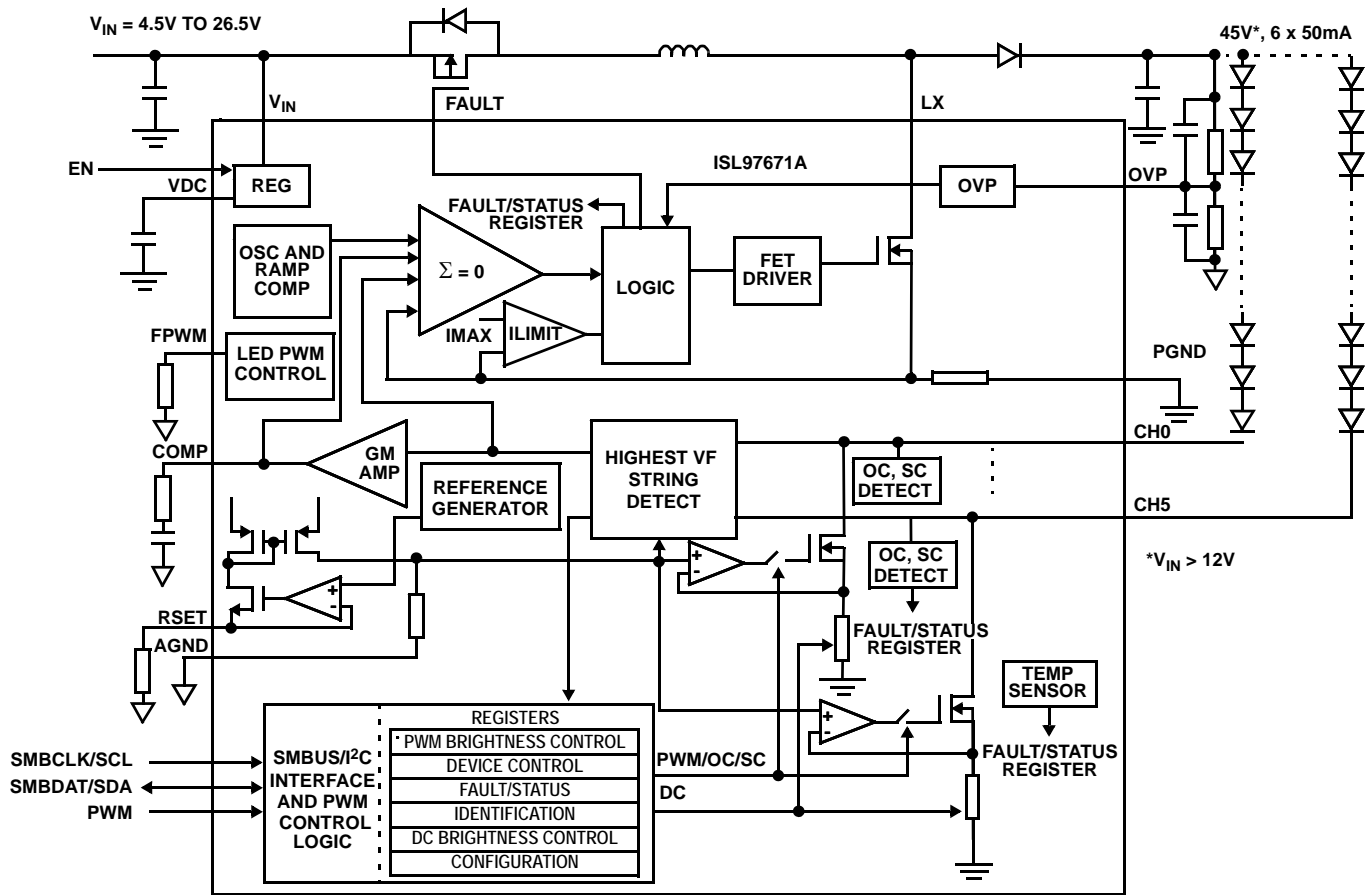 V_IN = 4.5V TO 26.5V
45V*, 6 x 50mA
V_IN
FAULT
LX
EN
VDC
REG
ISL97671A
OVP
OVP
FAULT/STATUS
REGISTER
OSC AND
RAMP
COMP
Σ = 0
LOGIC
FET
DRIVER
IMAX
ILIMIT
FPWM
LED PWM
CONTROL
PGND
COMP
GM
AMP
HIGHEST VF
STRING
DETECT
CH0
OC, SC
DETECT
REFERENCE
GENERATOR
CH5
+
-
OC, SC
DETECT
*V_IN > 12V
+
-
RSET
AGND
FAULT/STATUS
REGISTER
TEMP
SENSOR
+
-
FAULT/STATUS
REGISTER
SMBCLK/SCL
SMBDAT/SDA
PWM
SMBUS/I²C
INTERFACE
AND PWM
CONTROL
LOGIC
REGISTERS
PWM BRIGHTNESS CONTROL
DEVICE CONTROL
FAULT/STATUS
IDENTIFICATION
DC BRIGHTNESS CONTROL
CONFIGURATION
PWM/OC/SC
DC